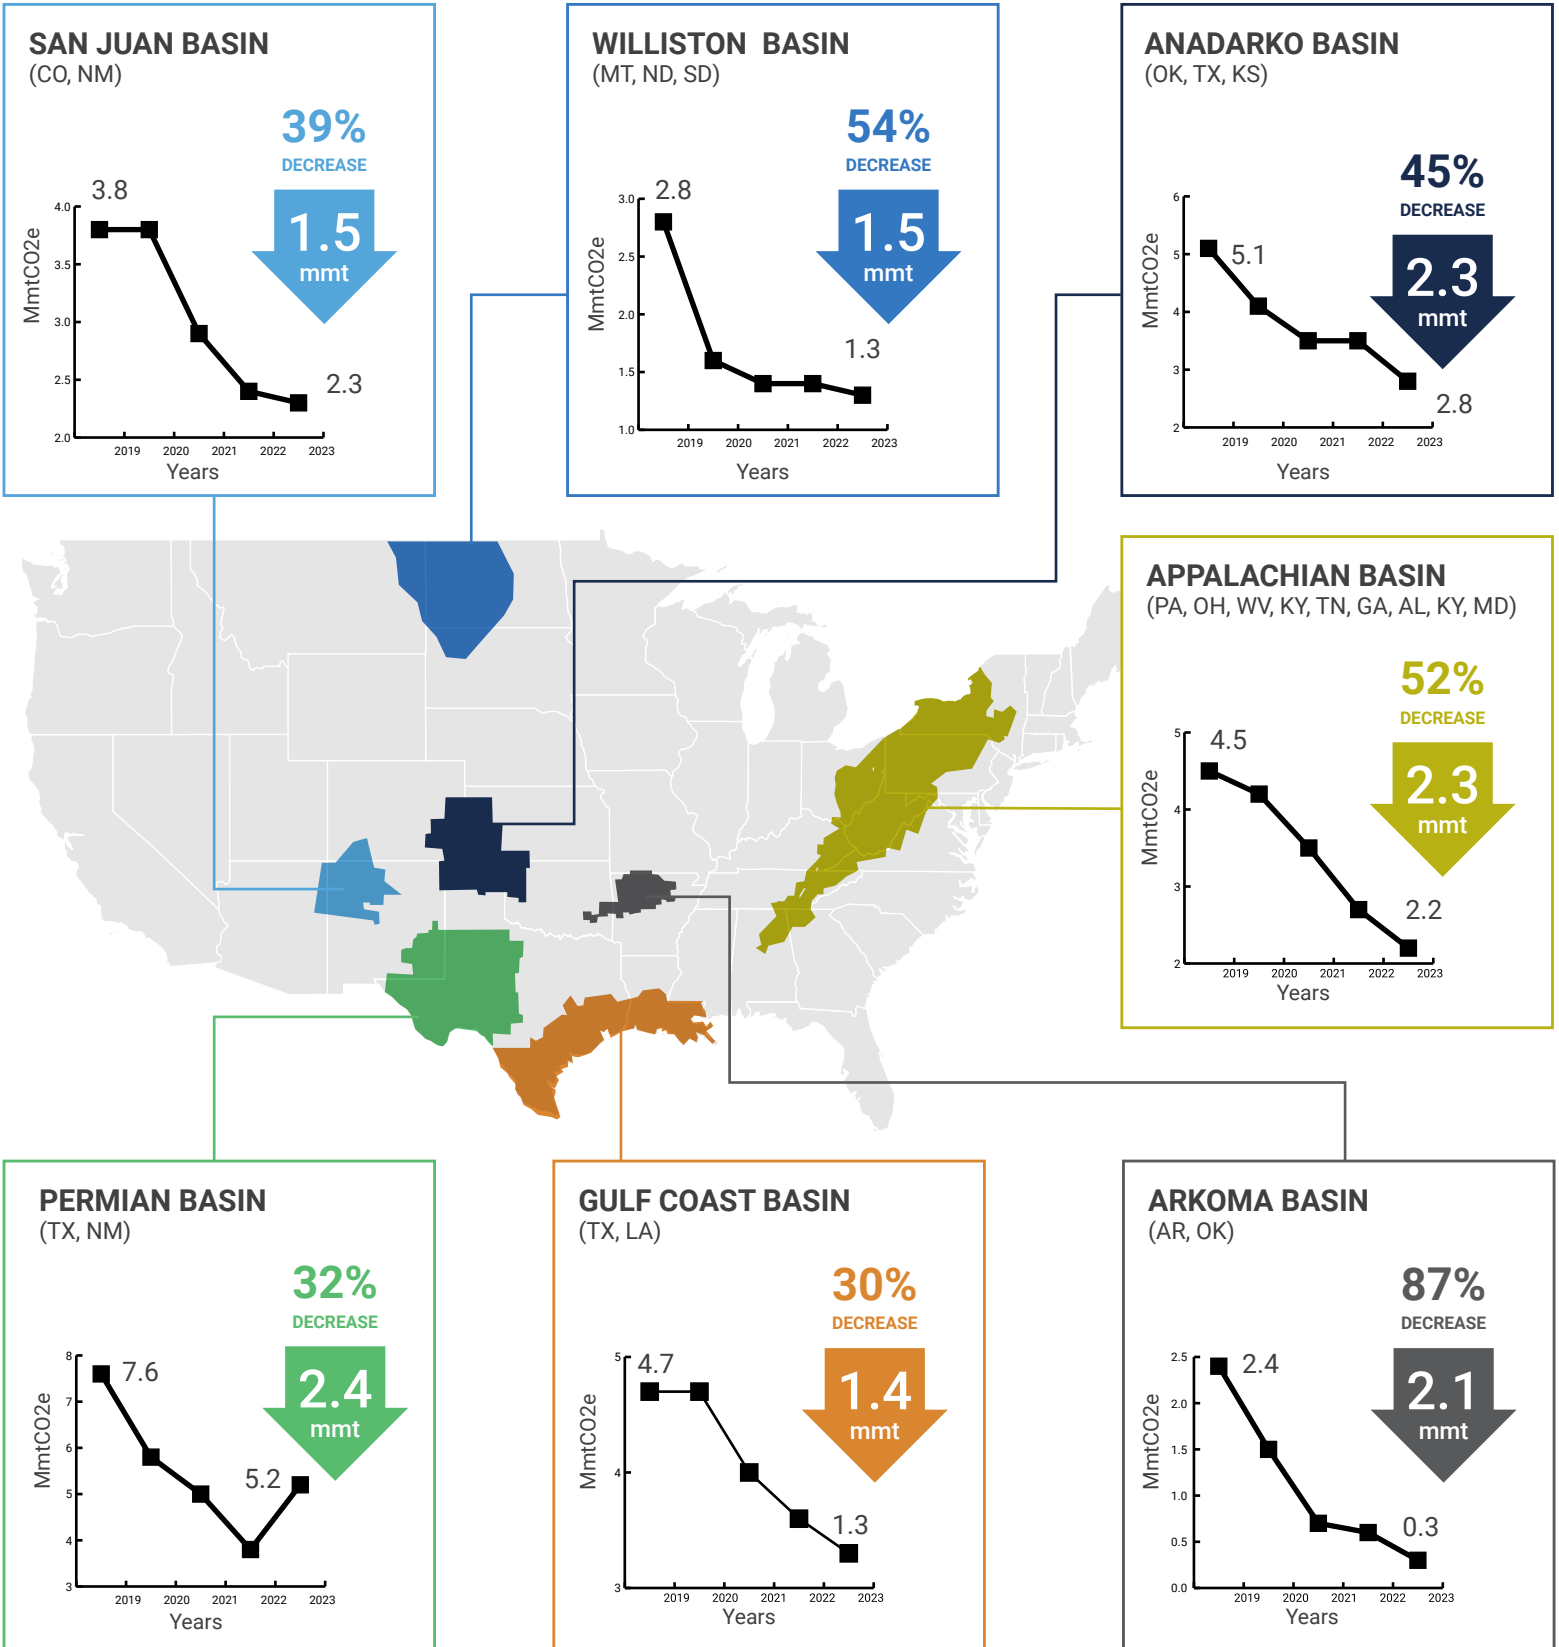 SAN JUAN BASIN
(CO, NM)
39%
DECREASE
1.5
mmt
3.8
2.3
4.0
3.5
3.0
2.5
2.0
MmtCO2e
2019 2020 2021 2022 2023
Years
WILLISTON BASIN
(MT, ND, SD)
54%
DECREASE
1.5
mmt
2.8
1.3
3.0
2.5
2.0
1.5
1.0
MmtCO2e
2019 2020 2021 2022 2023
Years
ANADARKO BASIN
(OK, TX, KS)
45%
DECREASE
2.3
mmt
5.1
2.8
6
5
4
3
2
MmtCO2e
2019 2020 2021 2022 2023
Years
APPALACHIAN BASIN
(PA, OH, WV, KY, TN, GA, AL, KY, MD)
52%
DECREASE
2.3
mmt
4.5
2.2
5
4
3
2
MmtCO2e
2019 2020 2021 2022 2023
Years
PERMIAN BASIN
(TX, NM)
32%
DECREASE
2.4
mmt
7.6
5.2
8
7
6
5
4
3
MmtCO2e
2019 2020 2021 2022 2023
Years
GULF COAST BASIN
(TX, LA)
30%
DECREASE
1.4
mmt
4.7
1.3
5
4
3
MmtCO2e
2019 2020 2021 2022 2023
Years
ARKOMA BASIN
(AR, OK)
87%
DECREASE
2.1
mmt
2.4
0.3
2.5
2.0
1.5
1.0
0.5
0.0
MmtCO2e
2019 2020 2021 2022 2023
Years